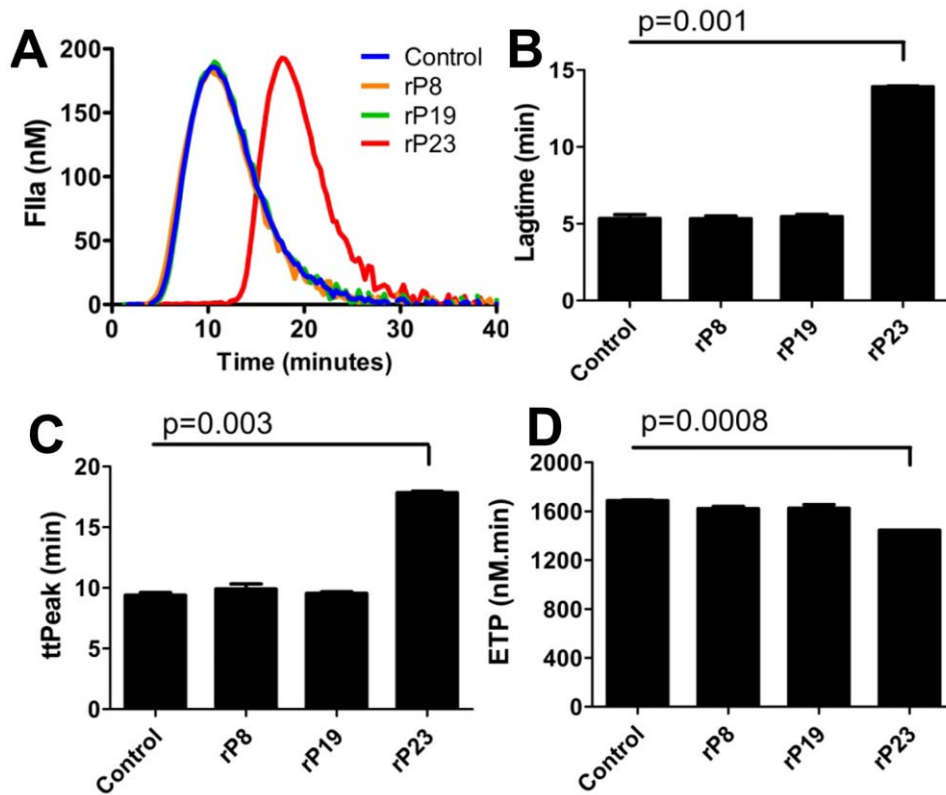 A
FIIa (nM)
200
150
100
50
0
0 10 20 30 40
Time (minutes)
Control
rP8
rP19
rP23
B
p=0.001
Lagtime (min)
15
10
5
0
Control rP8 rP19 rP23
C
p=0.003
ttPeak (min)
20
15
10
5
0
Control rP8 rP19 rP23
D
p=0.0008
ETP (nM.min)
2000
1600
1200
800
400
0
Control rP8 rP19 rP23